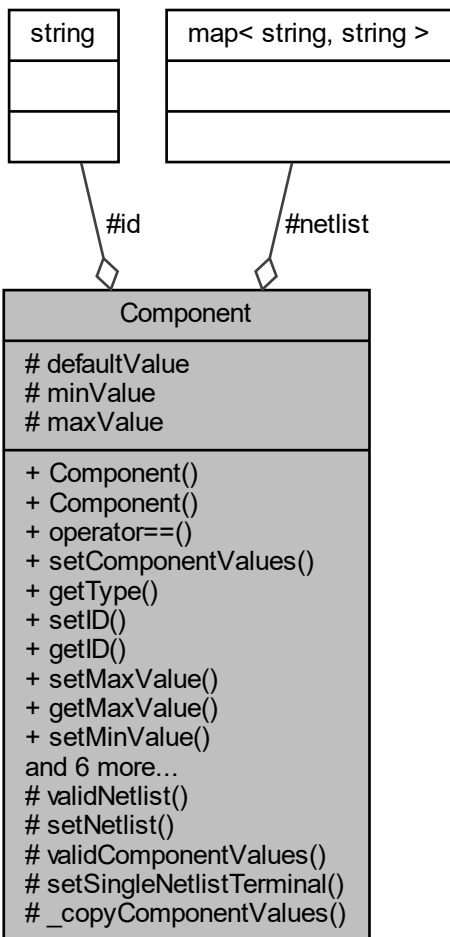 string
map< string, string >
#id
#netlist
Component
# defaultValue
# minValue
# maxValue
+ Component()
+ Component()
+ operator==()
+ setComponentValues()
+ getType()
+ setID()
+ getID()
+ setMaxValue()
+ getMaxValue()
+ setMinValue()
and 6 more...
# validNetlist()
# setNetlist()
# validComponentValues()
# setSingleNetlistTerminal()
# _copyComponentValues()